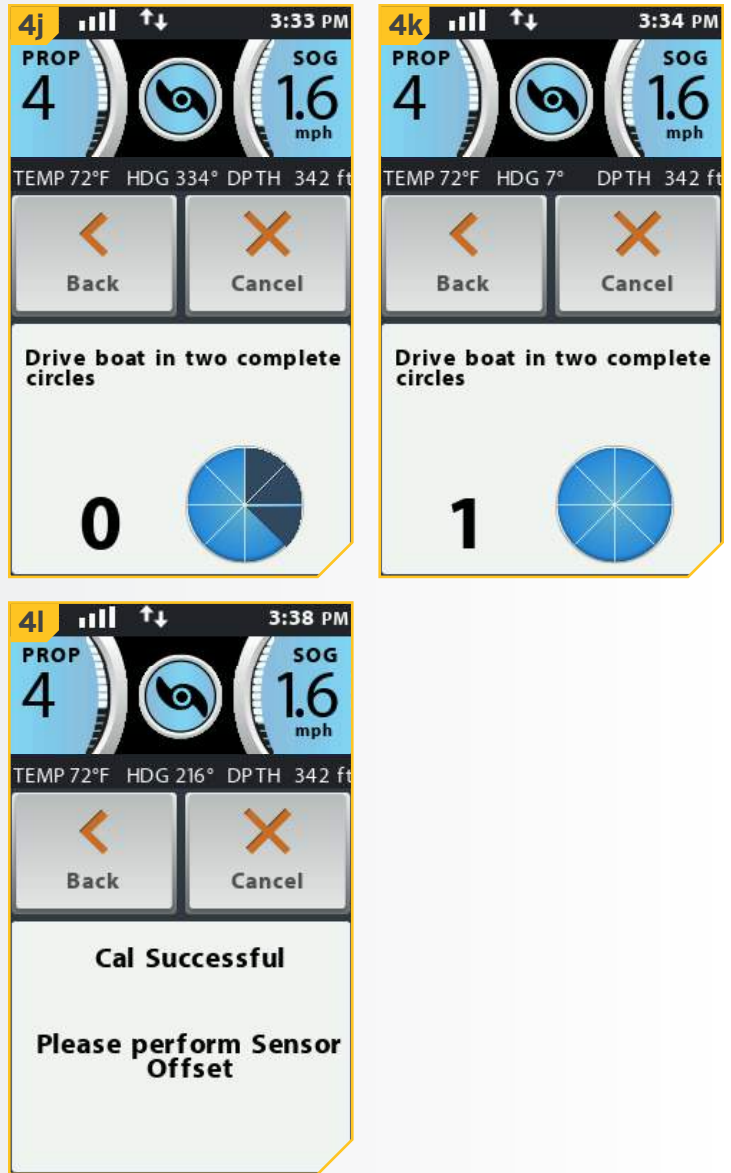 4j
3:33 PM
PROP
SOG
4
1.6
mph
TEMP 72°F HDG 334° DPTH 342 ft
Back
Cancel
Drive boat in two complete
circles
0
4k
3:34 PM
PROP
SOG
4
1.6
mph
TEMP 72°F HDG 7° DPTH 342 ft
Back
Cancel
Drive boat in two complete
circles
1
4l
3:38 PM
PROP
SOG
4
1.6
mph
TEMP 72°F HDG 216° DPTH 342 ft
Back
Cancel
Cal Successful
Please perform Sensor
Offset